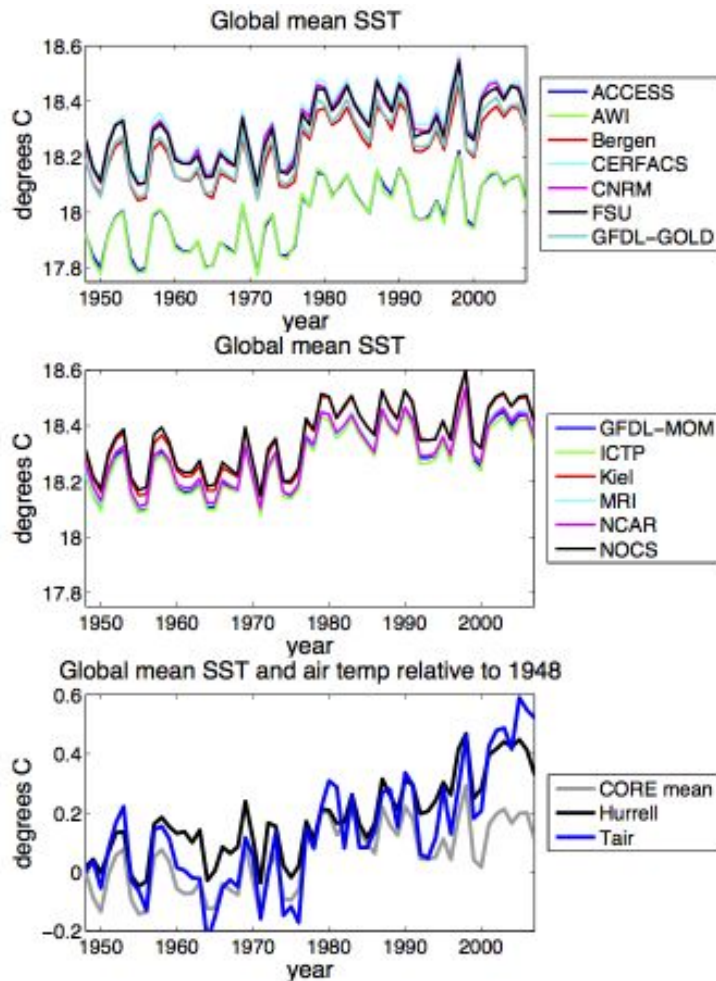 Global mean SST
18.6
18.4
18.2
18
17.8
degrees C
1950 1960 1970 1980 1990 2000
year
ACCESS
AWI
Bergen
CERFACS
CNRM
FSU
GFDL-GOLD
Global mean SST
18.6
18.4
18.2
18
17.8
degrees C
1950 1960 1970 1980 1990 2000
year
GFDL-MOM
ICTP
Kiel
MRI
NCAR
NOCS
Global mean SST and air temp relative to 1948
0.6
0.4
0.2
0
-0.2
degrees C
1950 1960 1970 1980 1990 2000
year
CORE mean
Hurrell
Tair